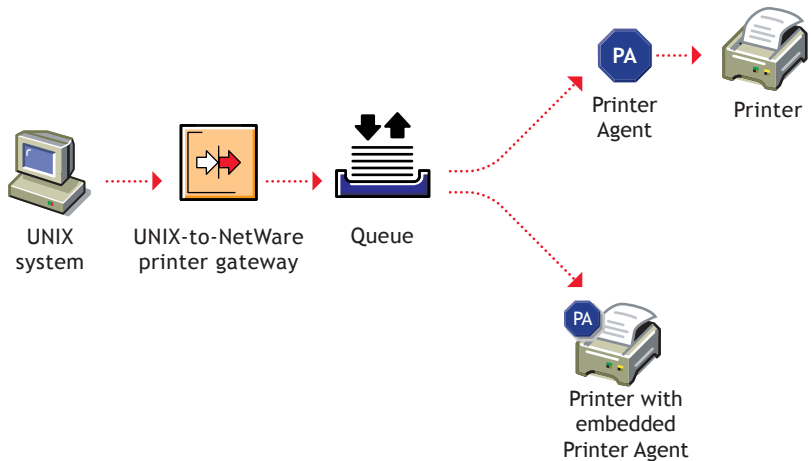 PA
Printer
Agent
Printer
UNIX
system
UNIX-to-NetWare
printer gateway
Queue
PA
Printer with
embedded
Printer Agent